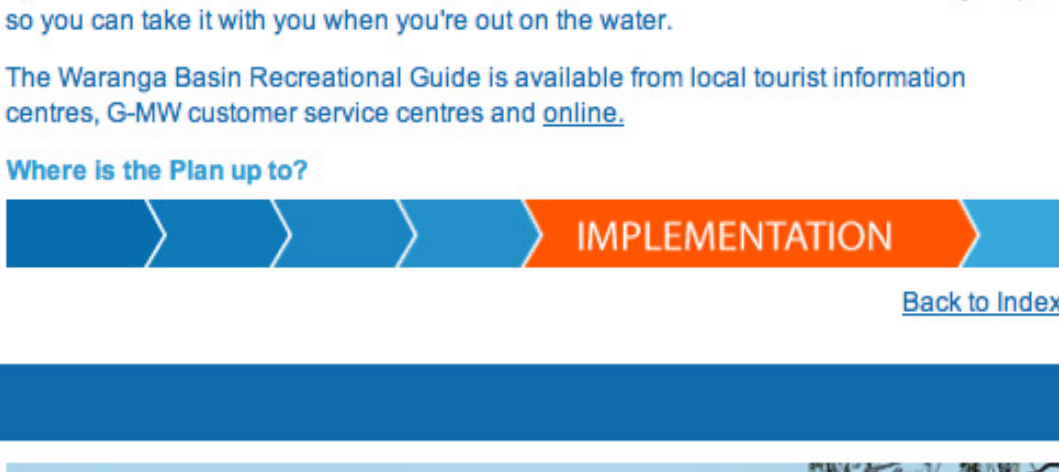 so you can take it with you when you're out on the water.
The Waranga Basin Recreational Guide is available from local tourist information
centres, G-MW customer service centres and online.
Where is the Plan up to?
IMPLEMENTATION
Back to Index